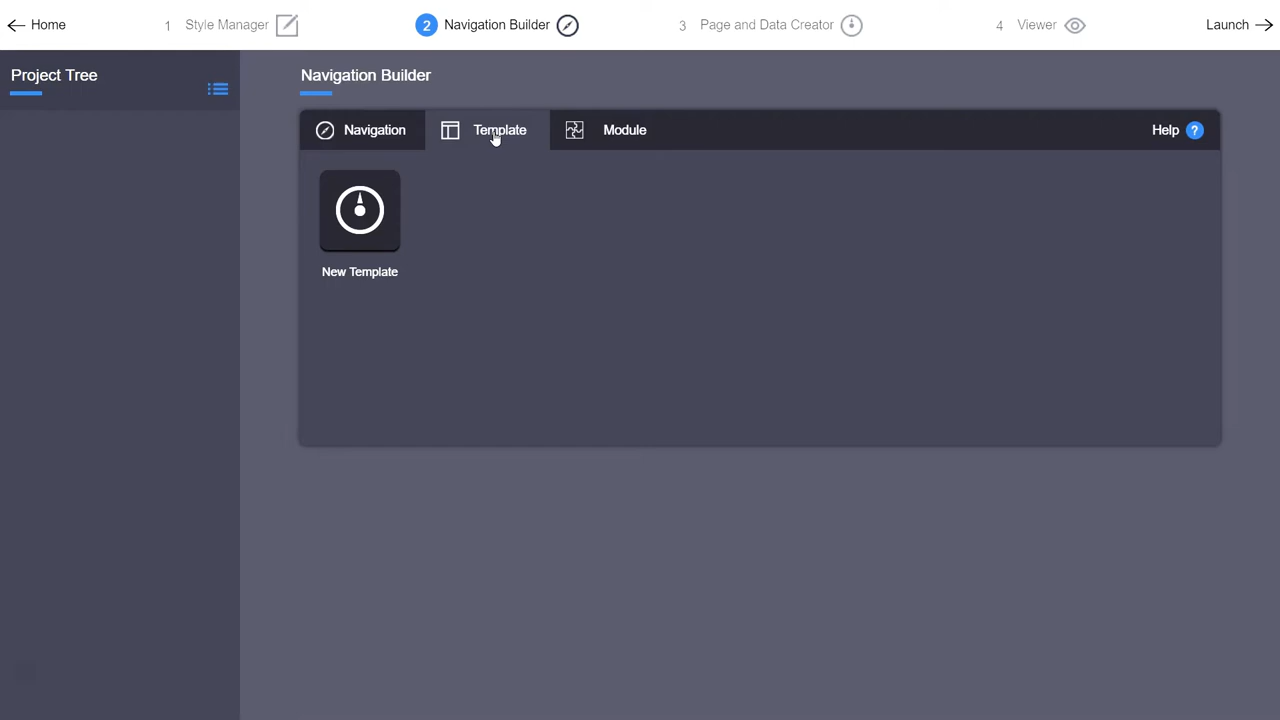 Home
1 Style Manager
2 Navigation Builder
3 Page and Data Creator
4 Viewer
Launch
Project Tree
Navigation Builder
Navigation
Template
Module
Help ?
New Template